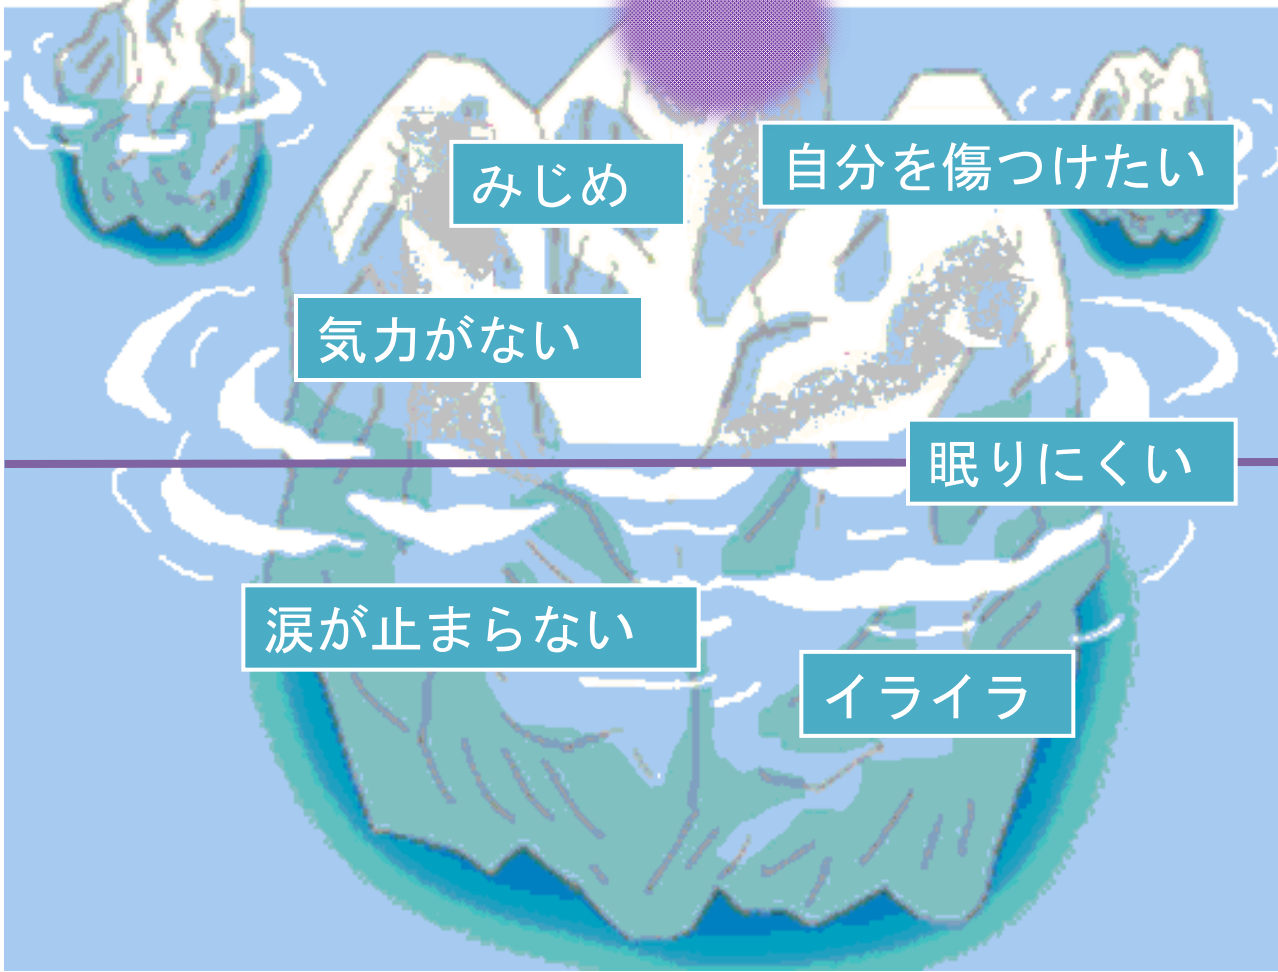 みじめ
自分を傷つけたい
気力がない
眠りにくい
涙が止まらない
イライラ